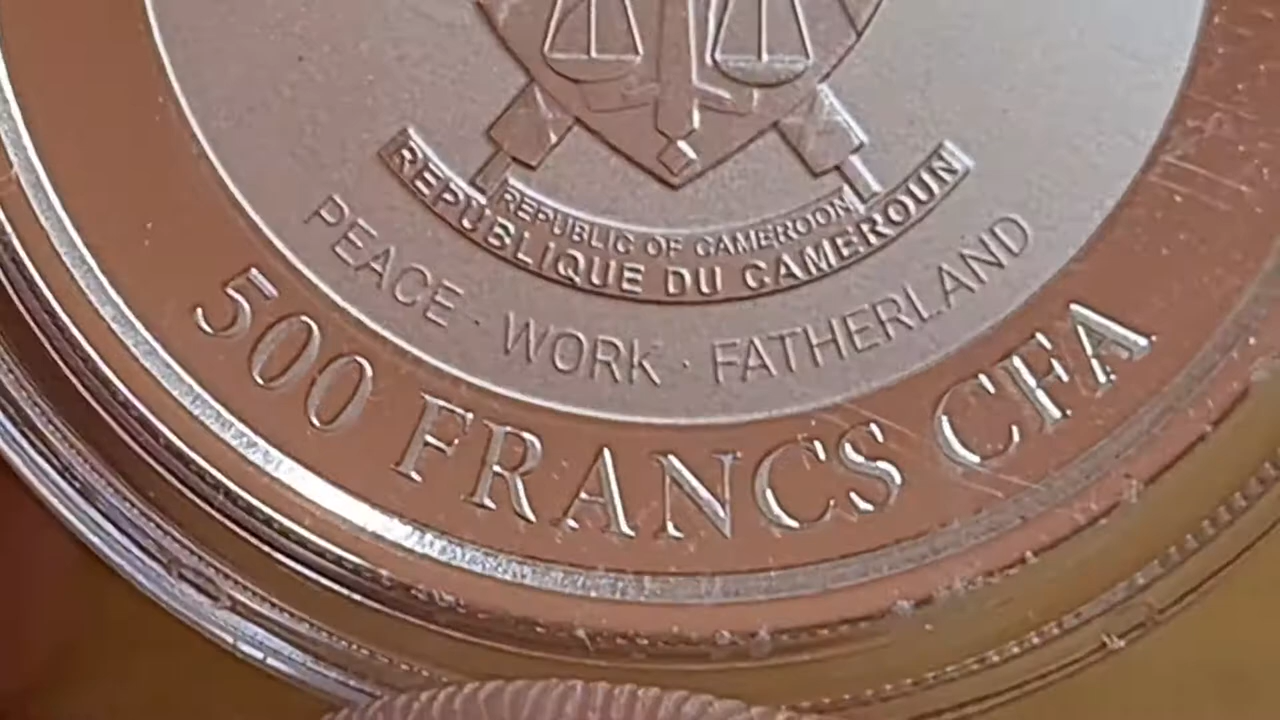 REPUBLIC OF CAMEROON
REPUBLIQUE DU CAMEROUN
PEACE - WORK · FATHERLAND
500 FRANCS CFA